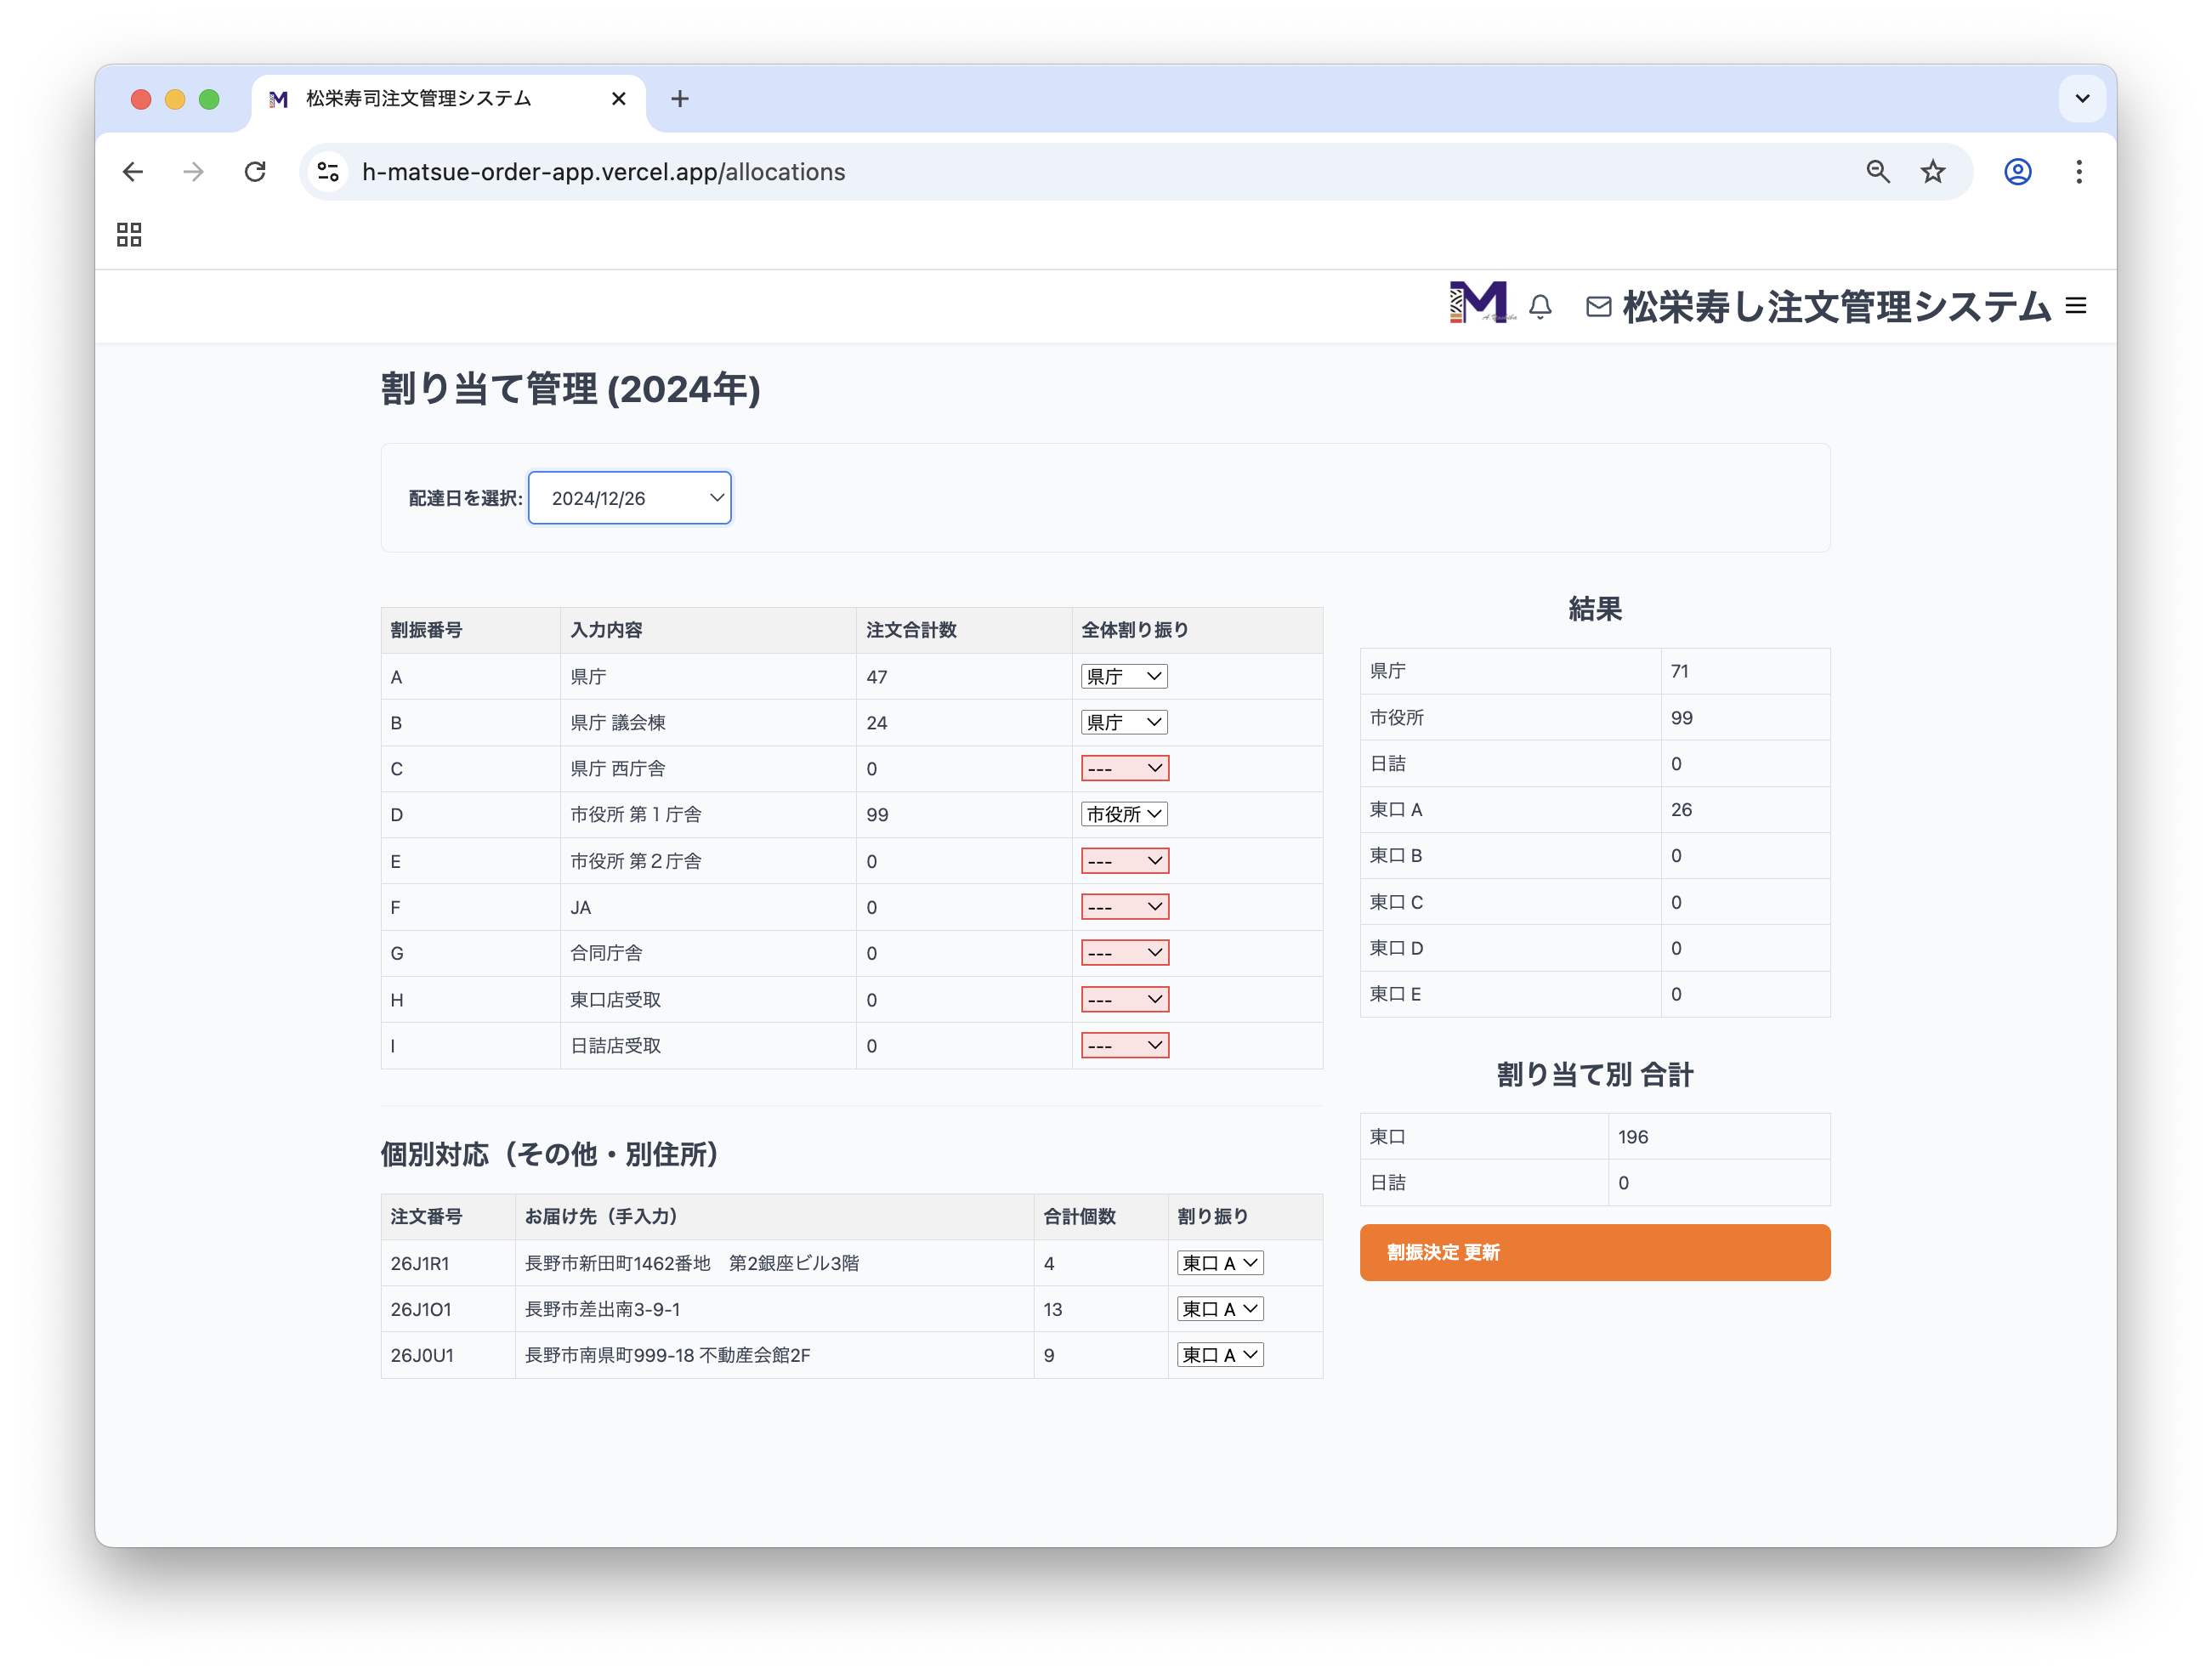 松栄寿司注文管理システム
h-matsue-order-app.vercel.app/allocations
松栄寿し注文管理システム
割り当て管理 (2024年)
配達日を選択: 2024/12/26
割振番号 入力内容 注文合計数 全体割り振り
A 県庁 47 県庁
B 県庁 議会棟 24 県庁
C 県庁 西庁舎 0 ---
D 市役所 第１庁舎 99 市役所
E 市役所 第２庁舎 0 ---
F JA 0 ---
G 合同庁舎 0 ---
H 東口店受取 0 ---
I 日詰店受取 0 ---
個別対応（その他・別住所）
注文番号 お届け先（手入力） 合計個数 割り振り
26J1R1 長野市新田町1462番地　第2銀座ビル3階 4 東口 A
26J1O1 長野市差出南3-9-1 13 東口 A
26J0U1 長野市南県町999-18 不動産会館2F 9 東口 A
結果
県庁 71
市役所 99
日詰 0
東口 A 26
東口 B 0
東口 C 0
東口 D 0
東口 E 0
割り当て別 合計
東口 196
日詰 0
割振決定 更新